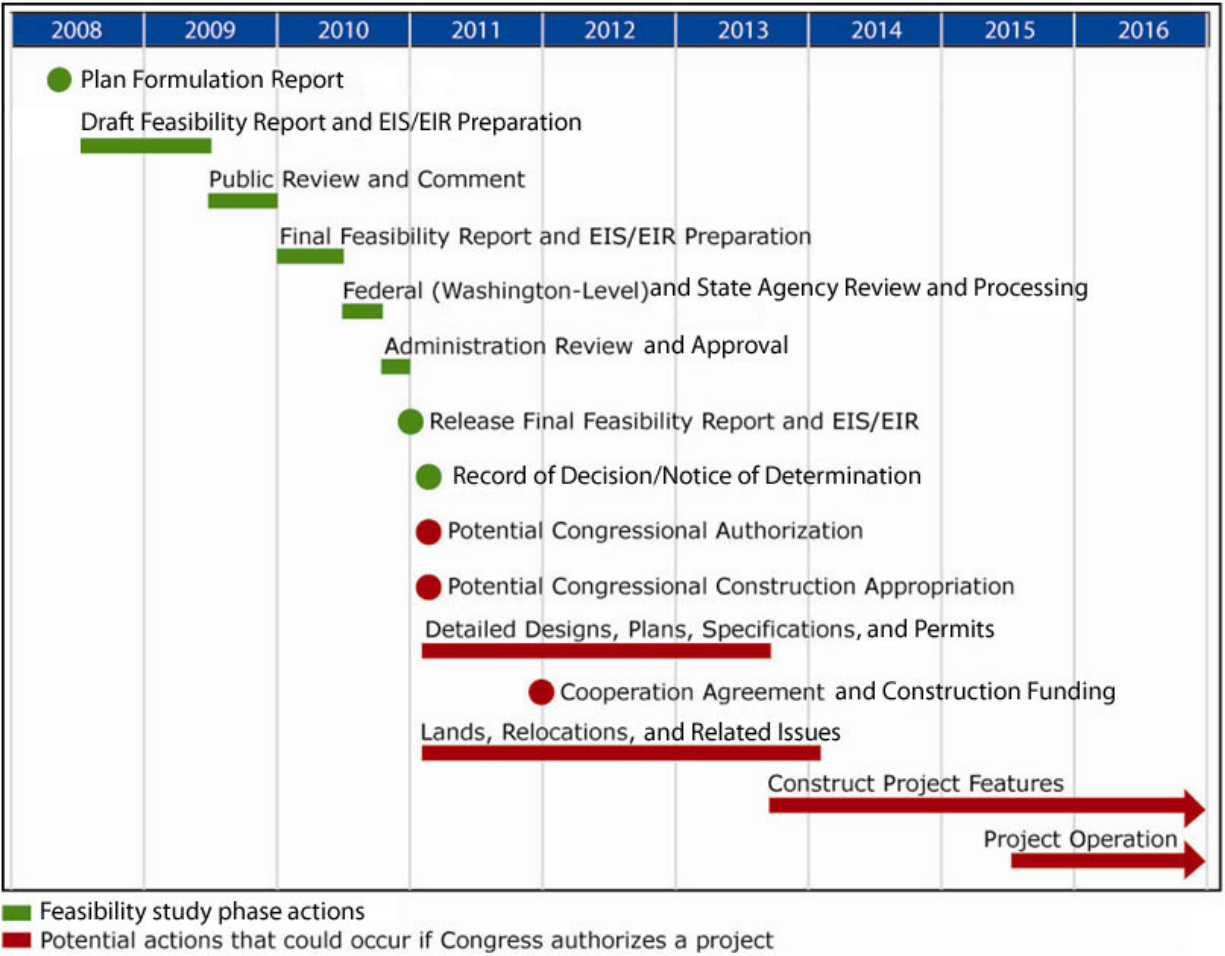 2008 2009 2010 2011 2012 2013 2014 2015 2016
Plan Formulation Report
Draft Feasibility Report and EIS/EIR Preparation
Public Review and Comment
Final Feasibility Report and EIS/EIR Preparation
Federal (Washington-Level)and State Agency Review and Processing
Administration Review and Approval
Release Final Feasibility Report and EIS/EIR
Record of Decision/Notice of Determination
Potential Congressional Authorization
Potential Congressional Construction Appropriation
Detailed Designs, Plans, Specifications, and Permits
Cooperation Agreement and Construction Funding
Lands, Relocations, and Related Issues
Construct Project Features
Project Operation
Feasibility study phase actions
Potential actions that could occur if Congress authorizes a project